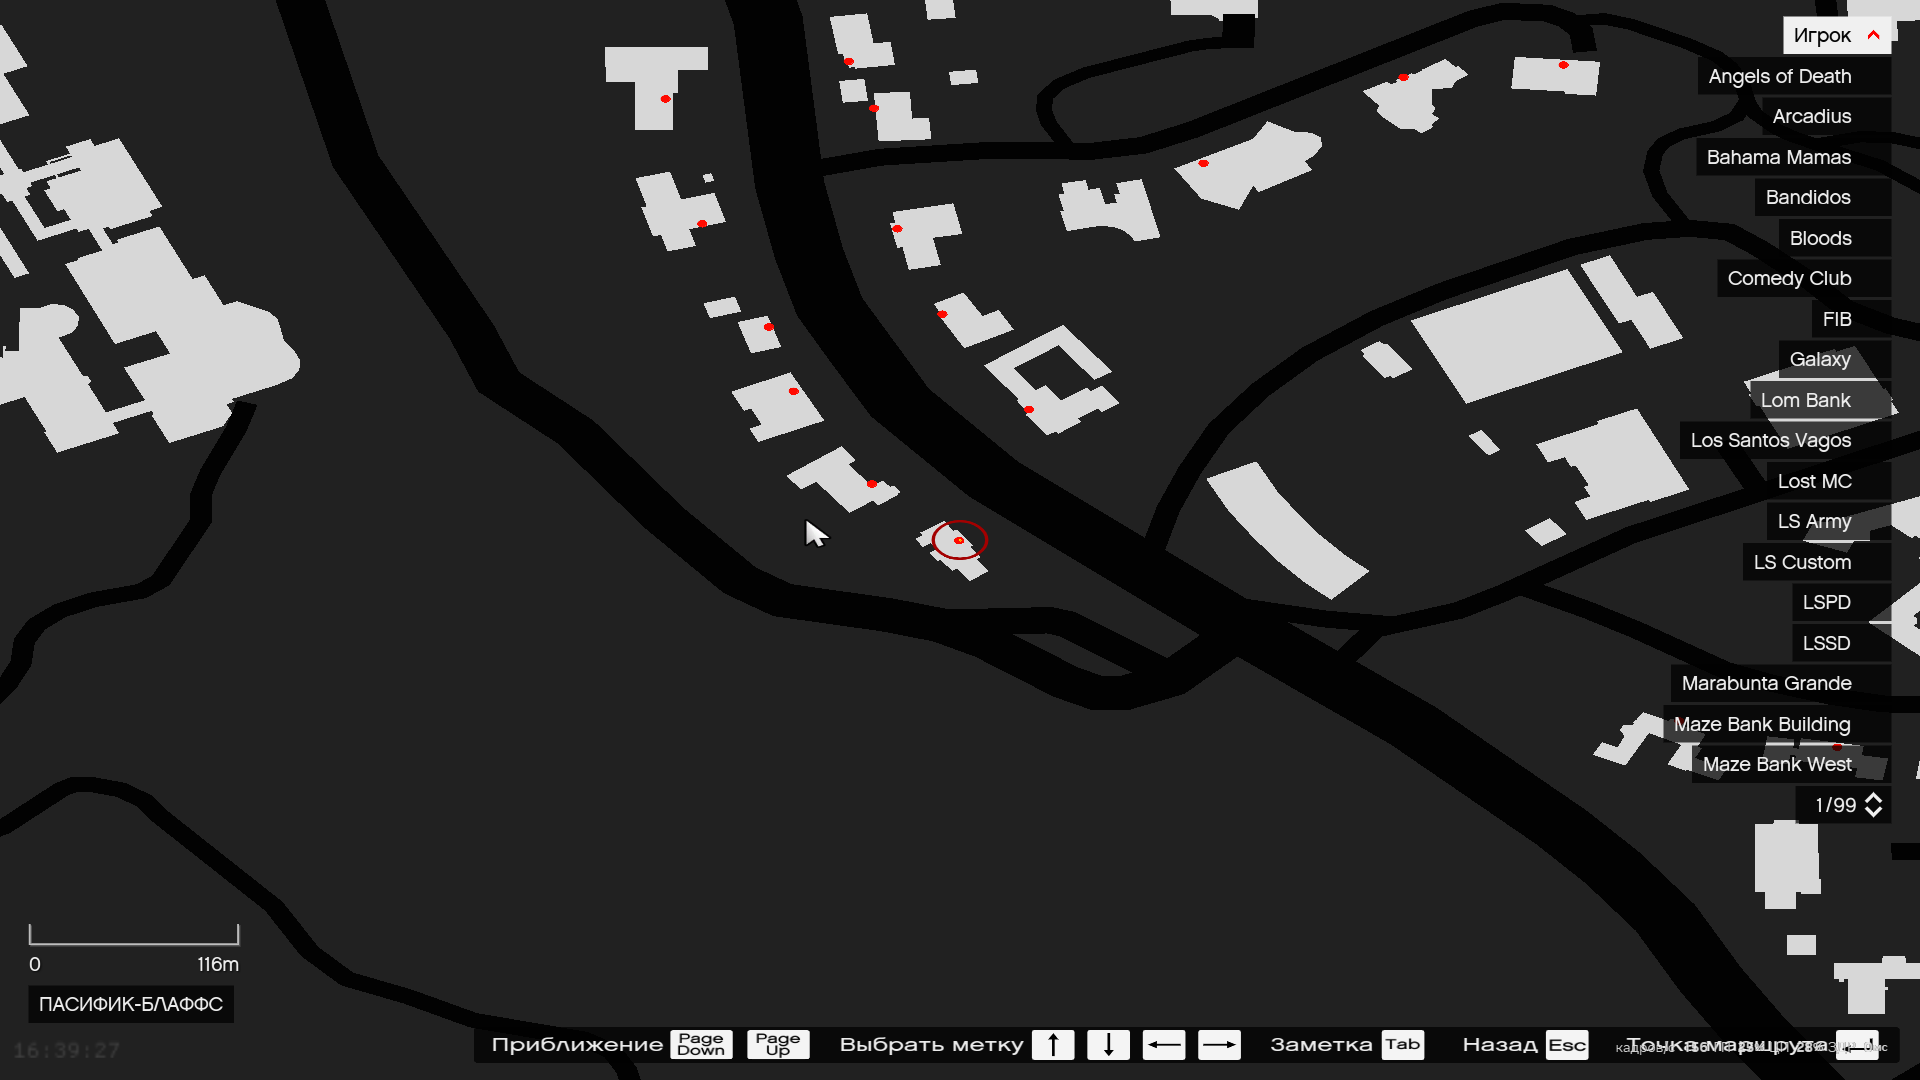 Игрок
Angels of Death
Arcadius
Bahama Mamas
Bandidos
Bloods
Comedy Club
FIB
Galaxy
Lom Bank
Los Santos Vagos
Lost MC
LS Army
LS Custom
LSPD
LSSD
Marabunta Grande
Maze Bank Building
Maze Bank West
1/99
0 116m
ПАСИФИК-БЛАФФС
16:39:27
Приближение Page Down Page Up Выбрать метку ↑ ↓ ← → Заметка Tab Назад Esc Точка маршрута